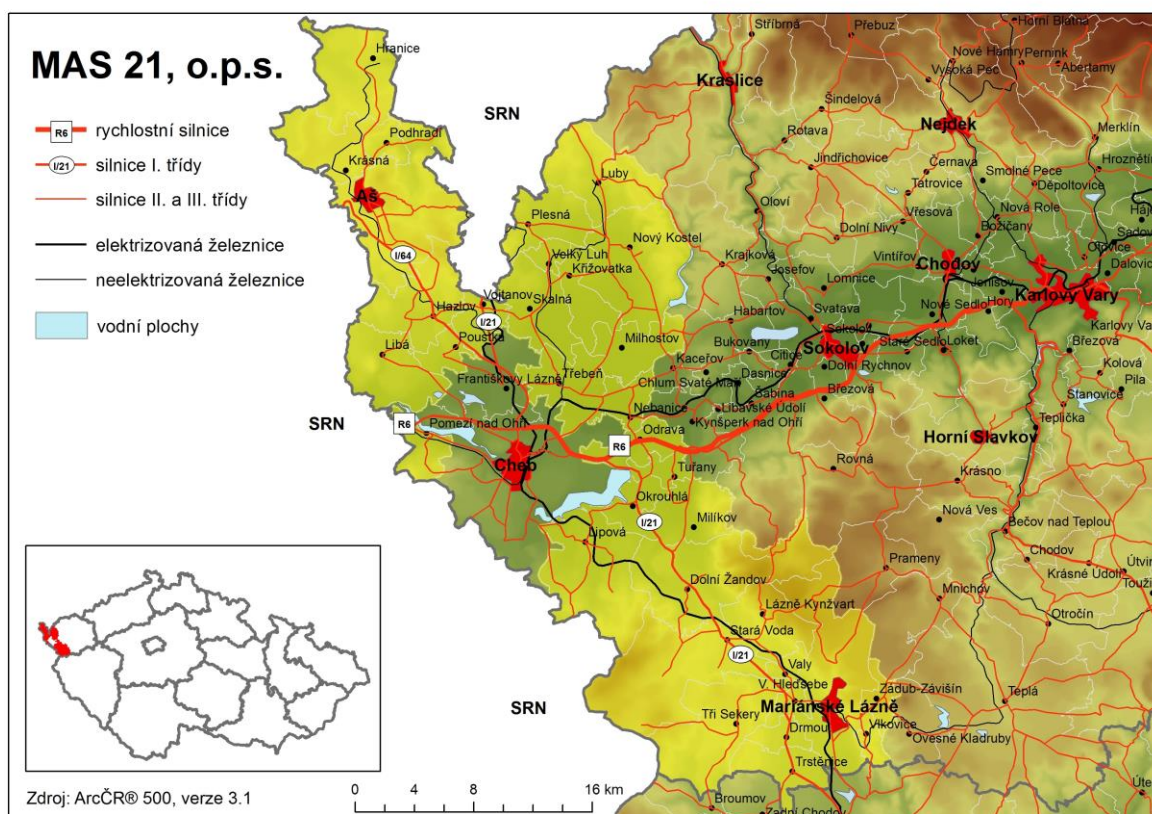 MAS 21, o.p.s.
R6 rychlostní silnice
I/21 silnice I. třídy
silnice II. a III. třídy
elektrizovaná železnice
neelektrizovaná železnice
vodní plochy
SRN
SRN
SRN
Hranice
Podhradí
Krásná
Aš
I/64
Stříbrná
Přebuz
Horní Blatná
Kraslice
Nové Hamry
Pernink
Vysoká Pec
Abertamy
Šindelová
Nejdek
Rotava
Merklín
Jindřichovice
Černava
Hroznětín
Smolné Pece
Děpoltovice
Tatrovice
Luby
Oloví
Vřesová
Nová Role
Plesná
Dolní Nivy
Božičany
Nový Kostel
Velký Luh
Krajková
Vintířov
Chodov
Otovice
Křižovatka
Josefov
Lomnice
Dalovice
Jenišov
Karlovy Vary
Vojtanov
Skalná
Hazlov
I/21
Habartov
Svatava
Nové Sedlo
Hory
Sokolov
Poustka
Libá
Milhostov
Bukovany
Citice
Sokolov
Staré Sedlo
Loket
Březová
Kaceřov
Dolní Rychnov
Kolová
Františkovy Lázně
Třebeň
Dasnice
Šabina
Březová
Pila
Stanovice
Nebanice
Libavské Údolí
Teplička
R6
Pomezí nad Ohří
Odrava
Kynšperk nad Ohří
R6
Horní Slavkov
Cheb
Tuřany
Rovná
Krásno
Okrouhlá
I/21
Milíkov
Nová Ves
Bečov nad Teplou
Lipová
Prameny
Chodov
Krásné Údolí
Dolní Žandov
Mnichov
Lázně Kynžvart
Otročín
Stará Voda
I/21
Valy
V. Hleďsebe
Zádub-Závišín
Teplá
Mariánské Lázně
Tři Sekery
Drmoul
Vlkovice
Ovesné Kladruby
Trstěnice
Broumov
Zadní Chodov
Zdroj: ArcČR® 500, verze 3.1
0 4 8 16 km